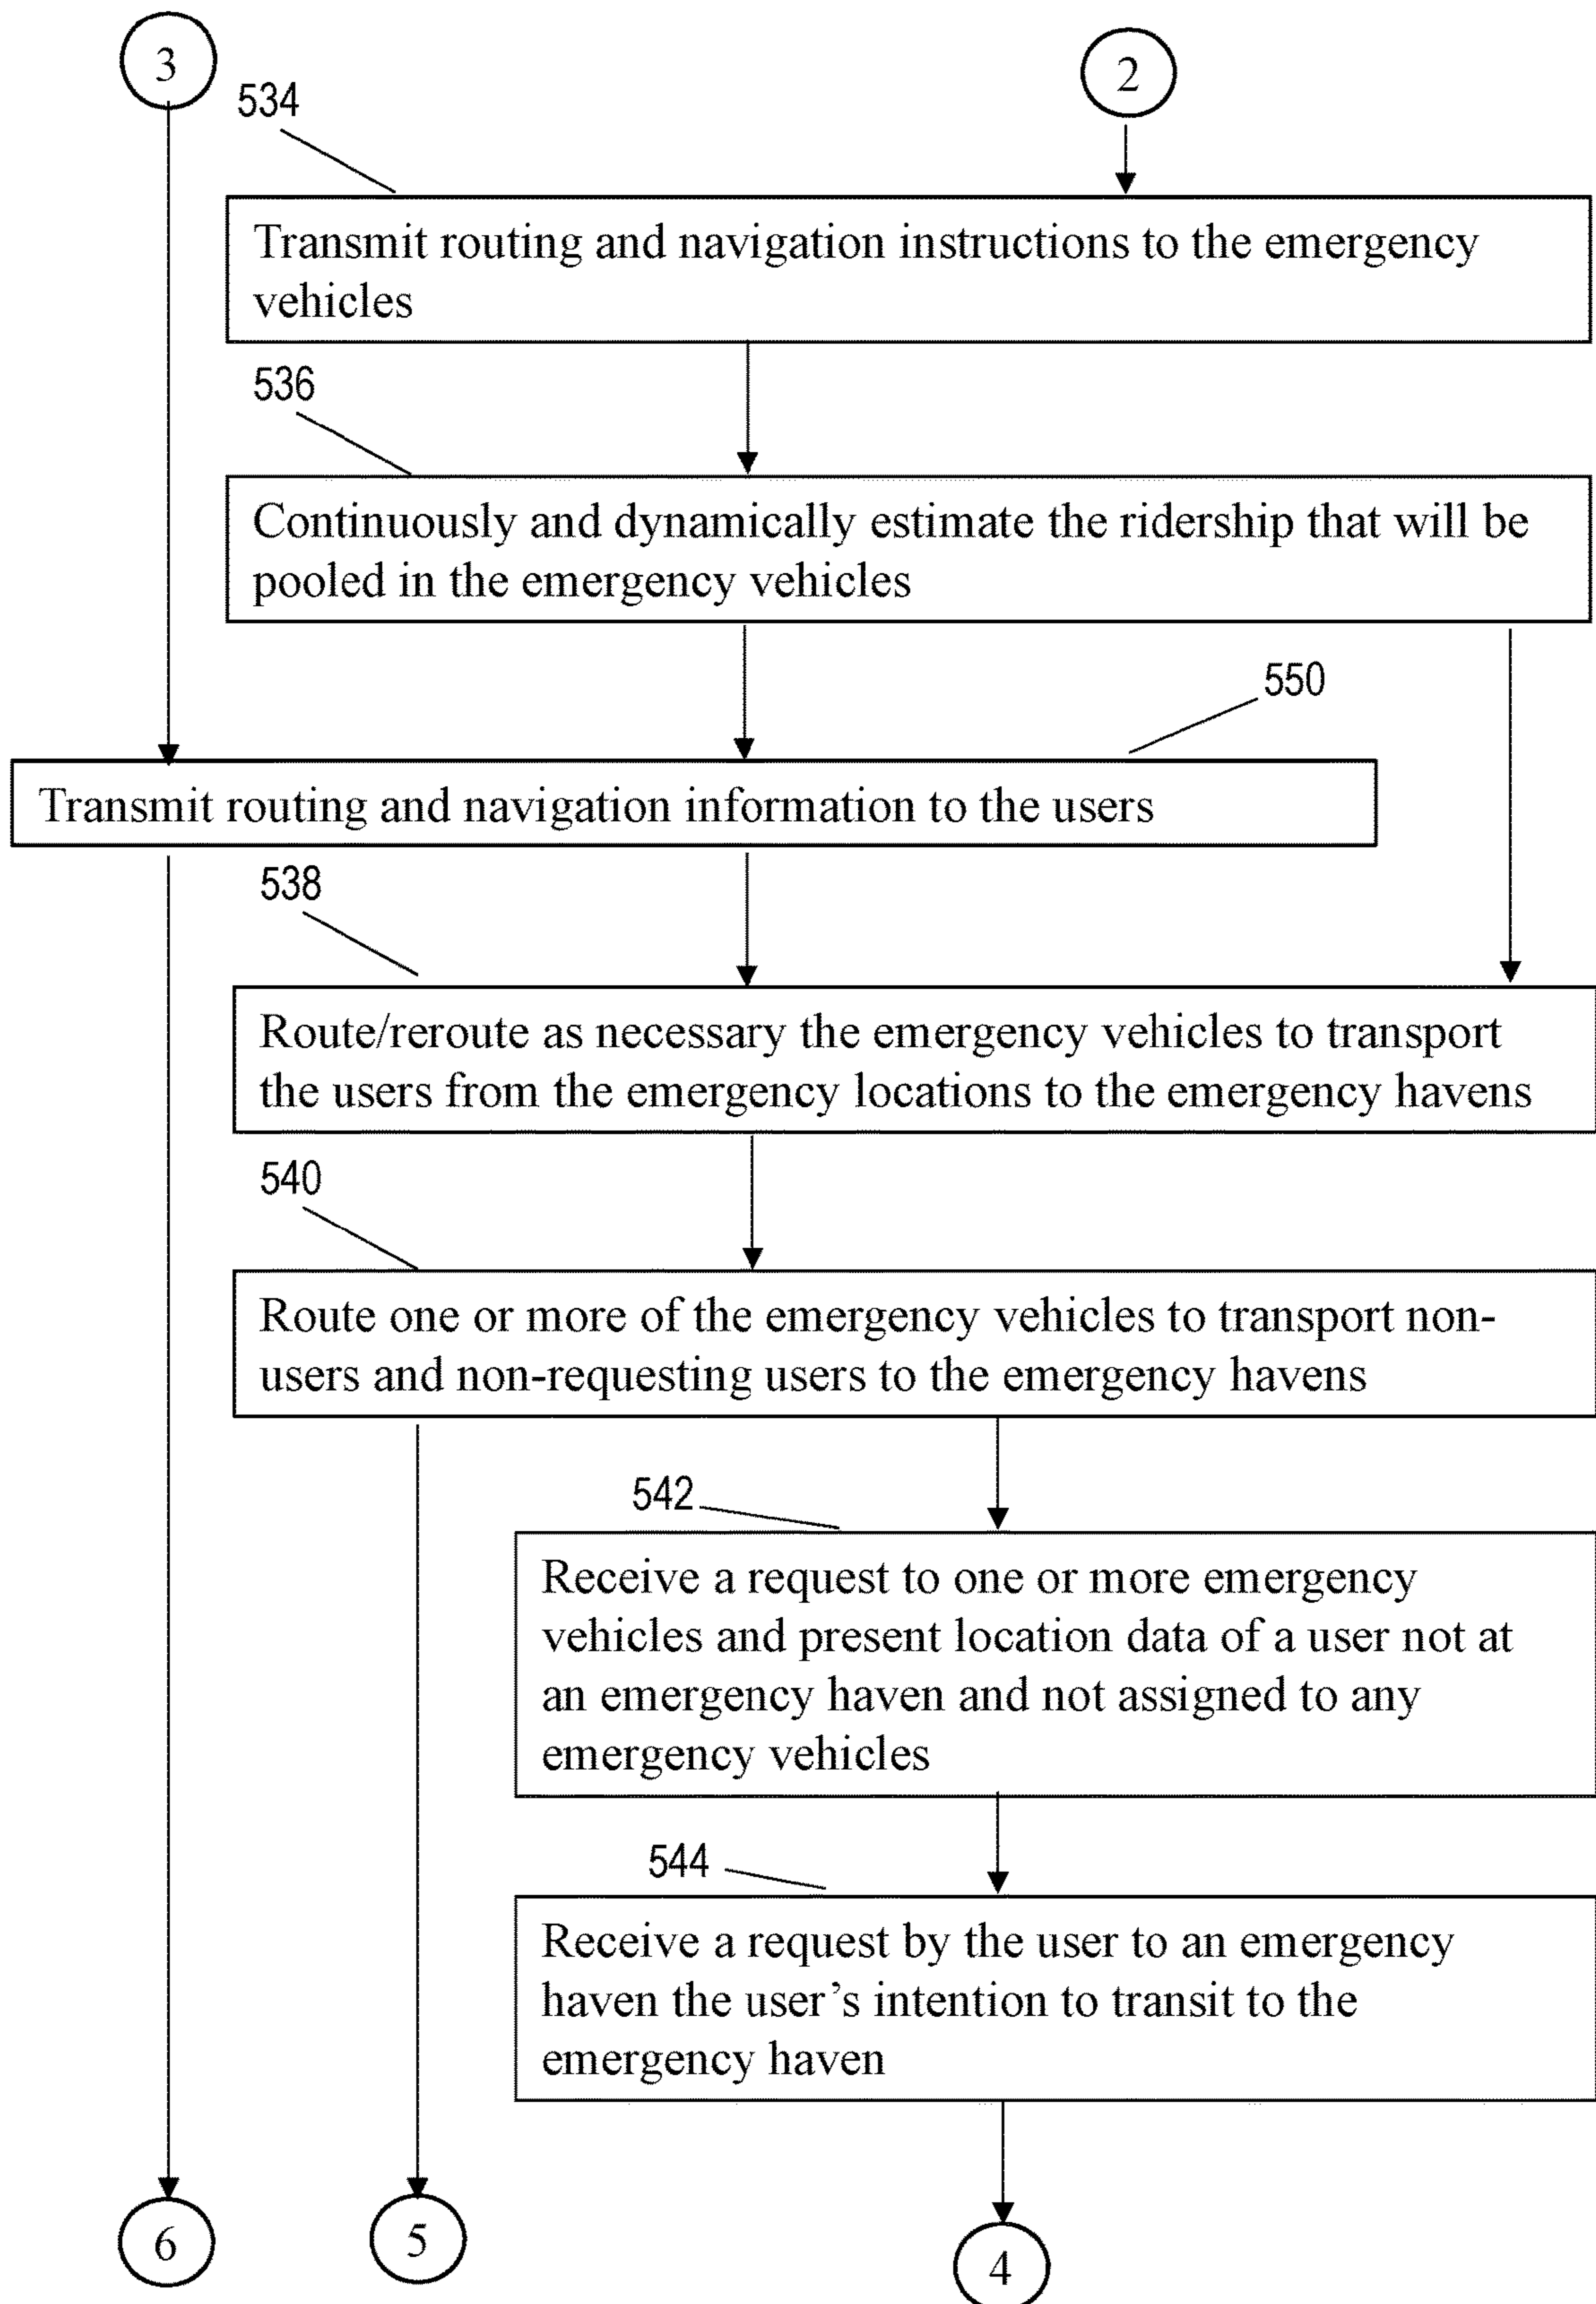 3
2
534
Transmit routing and navigation instructions to the emergency
vehicles
536
Continuously and dynamically estimate the ridership that will be
pooled in the emergency vehicles
550
Transmit routing and navigation information to the users
538
Route/reroute as necessary the emergency vehicles to transport
the users from the emergency locations to the emergency havens
540
Route one or more of the emergency vehicles to transport non-
users and non-requesting users to the emergency havens
542
Receive a request to one or more emergency
vehicles and present location data of a user not at
an emergency haven and not assigned to any
emergency vehicles
544
Receive a request by the user to an emergency
haven the user’s intention to transit to the
emergency haven
6
5
4